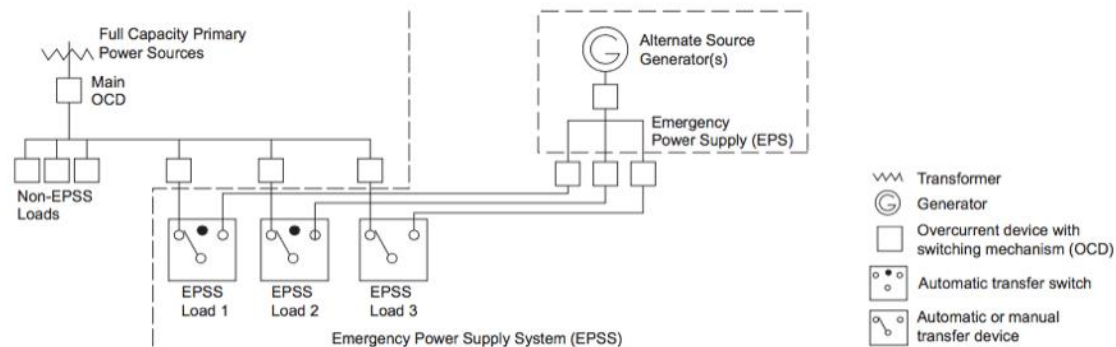 Full Capacity Primary
Power Sources
Main
OCD
Non-EPSS
Loads
EPSS
Load 1
EPSS
Load 2
EPSS
Load 3
Alternate Source
Generator(s)
G
Emergency
Power Supply (EPS)
Emergency Power Supply System (EPSS)
Transformer
G
Generator
Overcurrent device with
switching mechanism (OCD)
Automatic transfer switch
Automatic or manual
transfer device